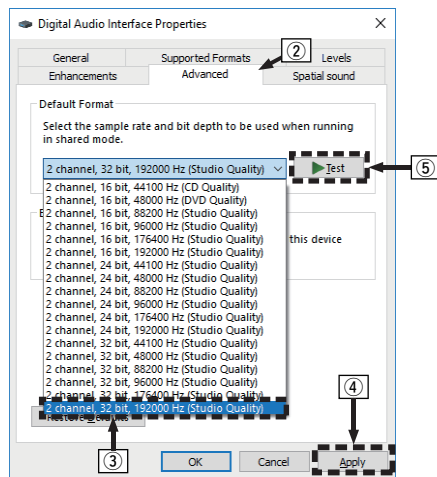 Digital Audio Interface Properties
②
General Supported Formats Levels
Enhancements Advanced Spatial sound
Default Format
Select the sample rate and bit depth to be used when running
in shared mode.
2 channel, 32 bit, 192000 Hz (Studio Quality) Test ⑤
2 channel, 16 bit, 44100 Hz (CD Quality)
2 channel, 16 bit, 48000 Hz (DVD Quality)
2 channel, 16 bit, 88200 Hz (Studio Quality)
2 channel, 16 bit, 96000 Hz (Studio Quality)
2 channel, 16 bit, 176400 Hz (Studio Quality) this device
2 channel, 16 bit, 192000 Hz (Studio Quality)
2 channel, 24 bit, 44100 Hz (Studio Quality)
2 channel, 24 bit, 48000 Hz (Studio Quality)
2 channel, 24 bit, 88200 Hz (Studio Quality)
2 channel, 24 bit, 96000 Hz (Studio Quality)
2 channel, 24 bit, 176400 Hz (Studio Quality)
2 channel, 24 bit, 192000 Hz (Studio Quality)
2 channel, 32 bit, 44100 Hz (Studio Quality)
2 channel, 32 bit, 48000 Hz (Studio Quality)
2 channel, 32 bit, 88200 Hz (Studio Quality)
2 channel, 32 bit, 96000 Hz (Studio Quality)
2 channel, 32 bit, 176400 Hz (Studio Quality)
2 channel, 32 bit, 192000 Hz (Studio Quality)
④
③
OK Cancel Apply